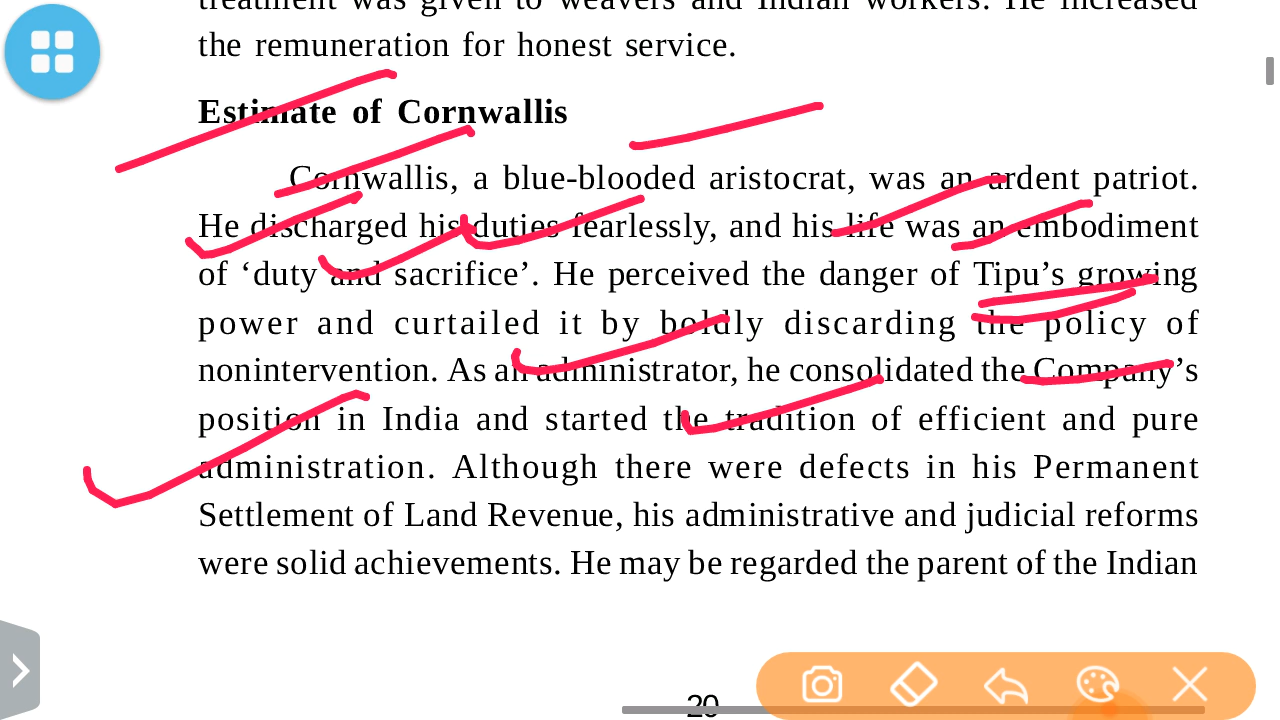 treatment was given to weavers and Indian workers. He increased
the remuneration for honest service.
Estimate of Cornwallis
Cornwallis, a blue-blooded aristocrat, was an ardent patriot.
He discharged his duties fearlessly, and his life was an embodiment
of ‘duty and sacrifice’. He perceived the danger of Tipu’s growing
power and curtailed it by boldly discarding the policy of
nonintervention. As an administrator, he consolidated the Company’s
position in India and started the tradition of efficient and pure
administration. Although there were defects in his Permanent
Settlement of Land Revenue, his administrative and judicial reforms
were solid achievements. He may be regarded the parent of the Indian
20